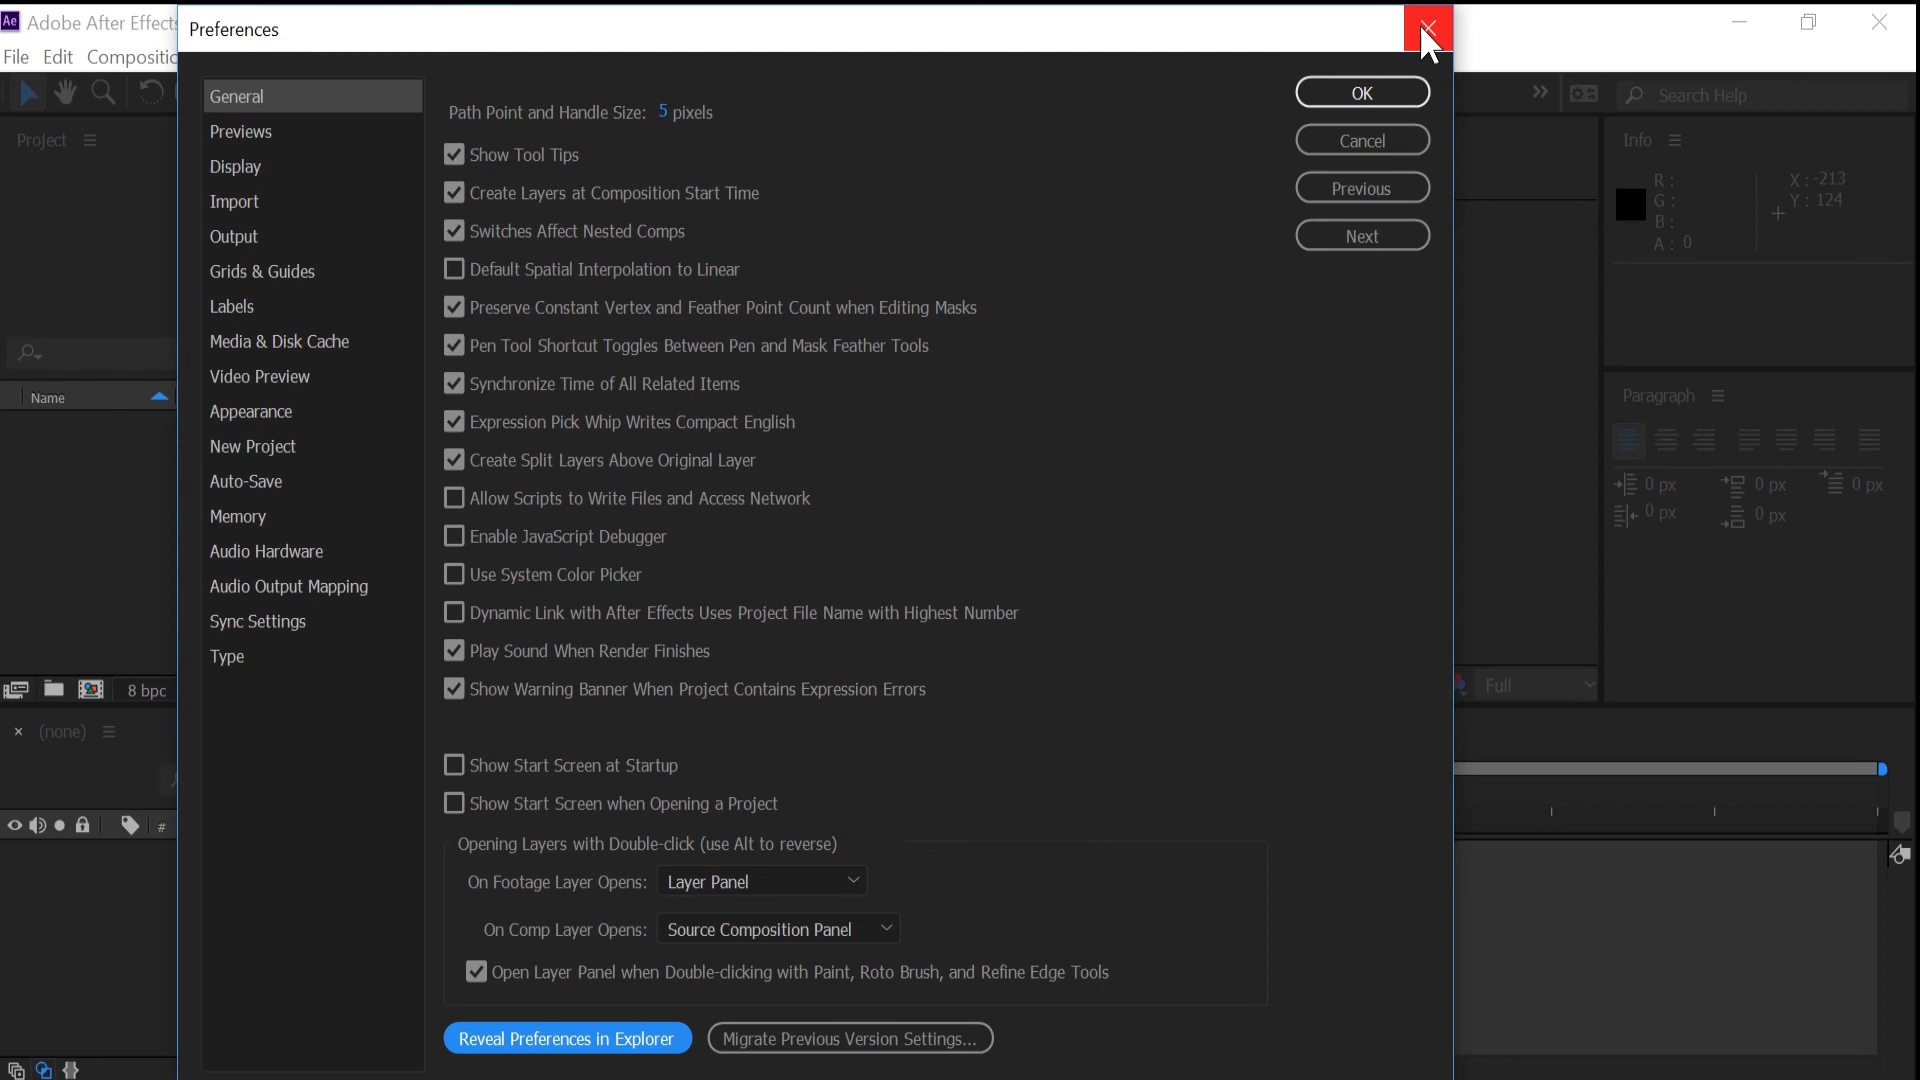 Ae Adobe After Effects
Preferences
File Edit Compositio
Search Help
Project
Info
R:
G:
B:
A: 0
X: -213
Y: 124
Name
Paragraph
0 px 0 px 0 px
0 px 0 px
8 bpc
Full
(none)
#
General
Previews
Display
Import
Output
Grids & Guides
Labels
Media & Disk Cache
Video Preview
Appearance
New Project
Auto-Save
Memory
Audio Hardware
Audio Output Mapping
Sync Settings
Type
Path Point and Handle Size: 5 pixels
Show Tool Tips
Create Layers at Composition Start Time
Switches Affect Nested Comps
Default Spatial Interpolation to Linear
Preserve Constant Vertex and Feather Point Count when Editing Masks
Pen Tool Shortcut Toggles Between Pen and Mask Feather Tools
Synchronize Time of All Related Items
Expression Pick Whip Writes Compact English
Create Split Layers Above Original Layer
Allow Scripts to Write Files and Access Network
Enable JavaScript Debugger
Use System Color Picker
Dynamic Link with After Effects Uses Project File Name with Highest Number
Play Sound When Render Finishes
Show Warning Banner When Project Contains Expression Errors
Show Start Screen at Startup
Show Start Screen when Opening a Project
Opening Layers with Double-click (use Alt to reverse)
On Footage Layer Opens: Layer Panel
On Comp Layer Opens: Source Composition Panel
Open Layer Panel when Double-clicking with Paint, Roto Brush, and Refine Edge Tools
Reveal Preferences in Explorer
Migrate Previous Version Settings...
OK
Cancel
Previous
Next